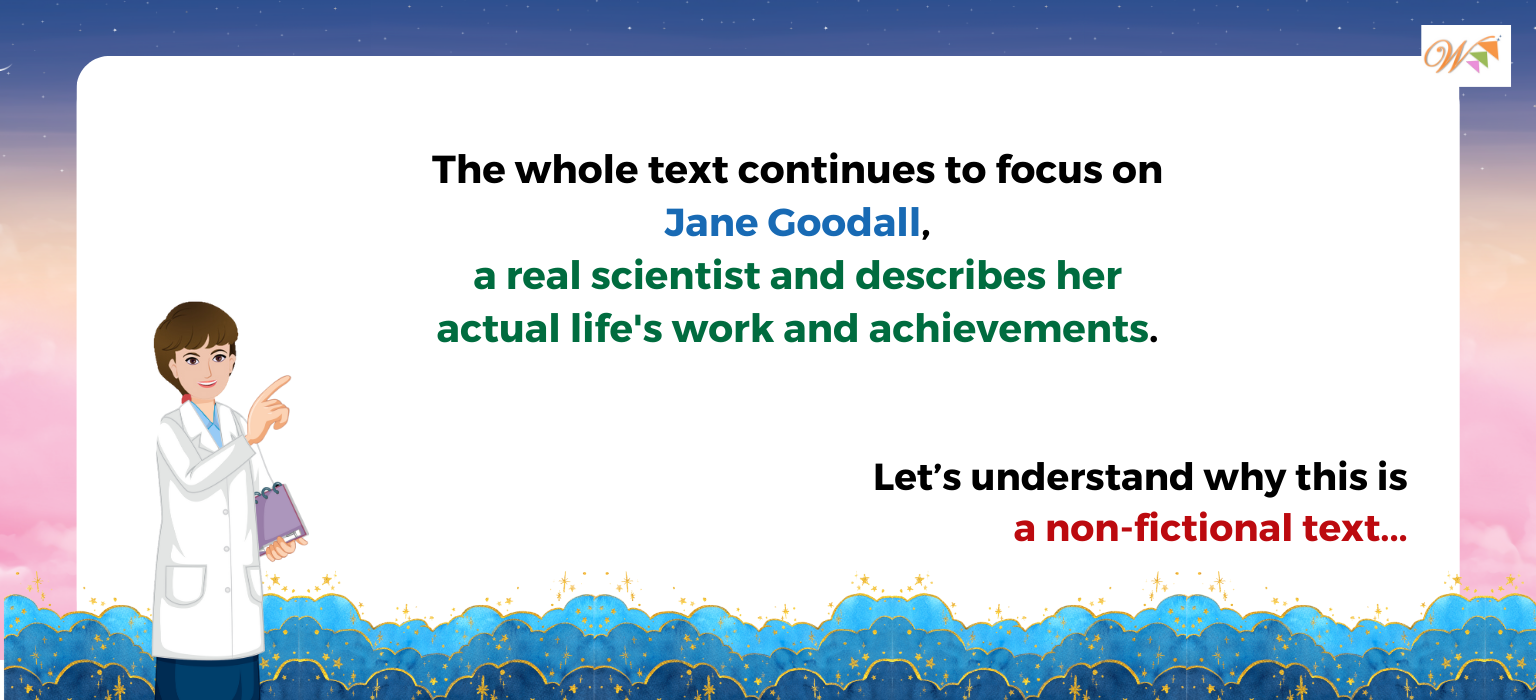 W
The whole text continues to focus on
Jane Goodall,
a real scientist and describes her
actual life's work and achievements.
Let’s understand why this is
a non-fictional text...